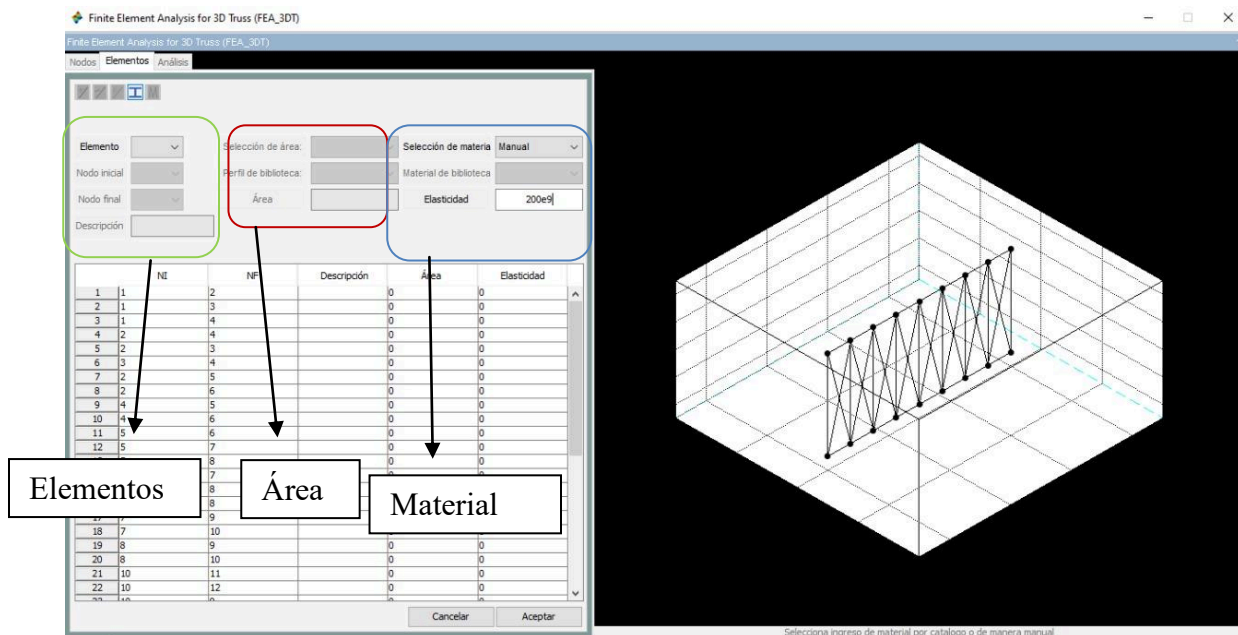 Finite Element Analysis for 3D Truss (FEA_3DT)
Finite Element Analysis for 3D Truss (FEA_3DT)
Nodos Elementos Análisis
Elemento Selección de área: Selección de materia Manual
Nodo inicial Perfil de biblioteca: Material de biblioteca
Nodo final Área Elasticidad 200e9
Descripción
NI NF Descripción Área Elasticidad
1 1 2 0 0
2 1 3 0 0
3 1 4 0 0
4 2 4 0 0
5 2 3 0 0
6 3 4 0 0
7 2 5 0 0
8 2 6 0 0
9 4 5 0 0
10 4 6 0 0
11 5 6 0 0
12 5 7 0 0
8
7
8
8
Elementos Área Material
9
18 7 10
19 8 9 0 0
20 8 10 0 0
21 10 11 0 0
22 10 12 0 0
Cancelar Aceptar
Selecciona ingreso de material por catalogo o de manera manual